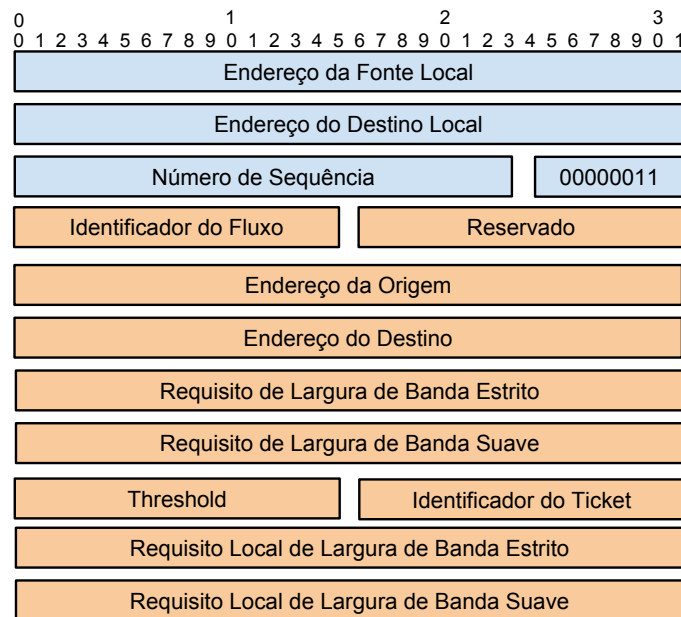 0 1 2 3
0 1 2 3 4 5 6 7 8 9 0 1 2 3 4 5 6 7 8 9 0 1 2 3 4 5 6 7 8 9 0 1
Endereço da Fonte Local
Endereço do Destino Local
Número de Sequência 00000011
Identificador do Fluxo Reservado
Endereço da Origem
Endereço do Destino
Requisito de Largura de Banda Estrito
Requisito de Largura de Banda Suave
Threshold Identificador do Ticket
Requisito Local de Largura de Banda Estrito
Requisito Local de Largura de Banda Suave